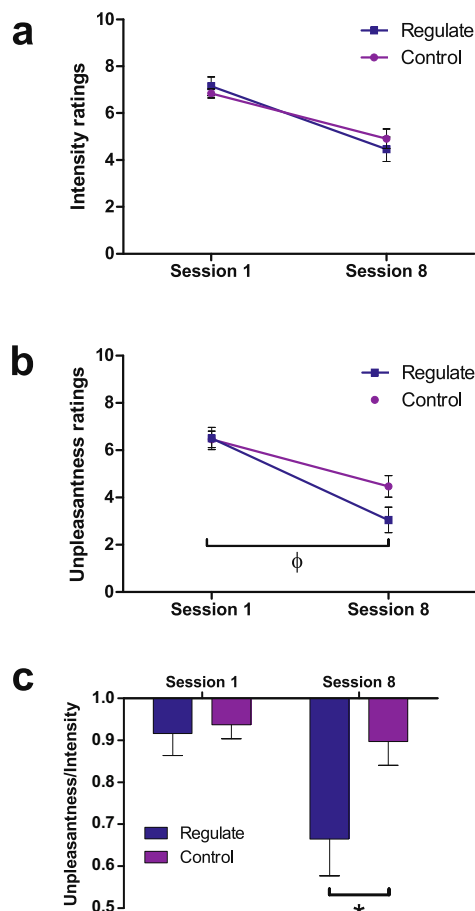 a
Regulate
Control
Intensity ratings
10
8
6
4
2
0
Session 1 Session 8
b
Regulate
Control
Unpleasantness ratings
10
8
6
4
2
0
ϕ
Session 1 Session 8
c
Session 1 Session 8
Unpleasantness/Intensity
1.0
0.9
0.8
0.7
0.6
0.5
Regulate
Control
*